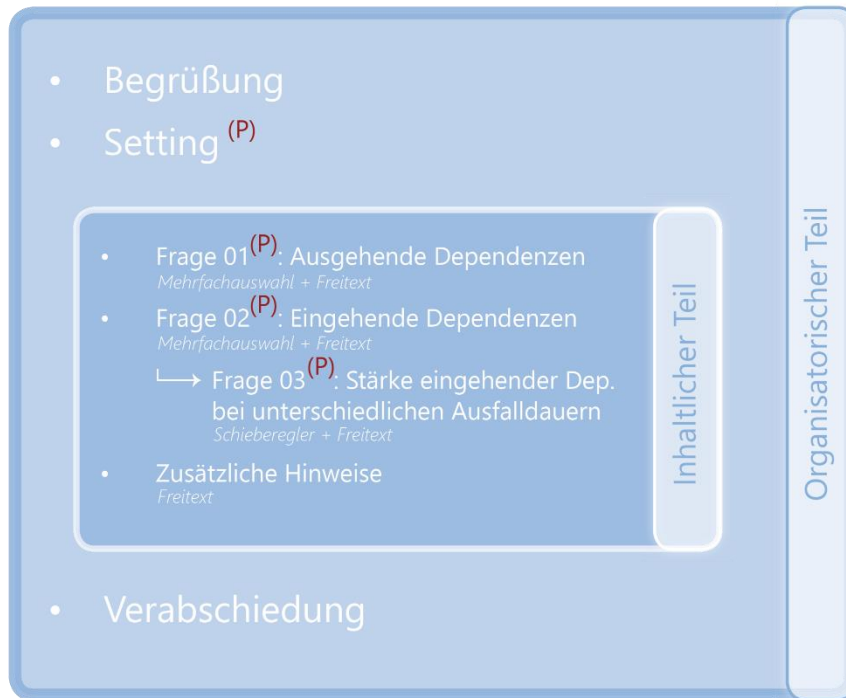 • Begrüßung
• Setting (P)
• Frage 01(P): Ausgehende Dependenzen
Mehrfachauswahl + Freitext
• Frage 02(P): Eingehende Dependenzen
Mehrfachauswahl + Freitext
Frage 03(P): Stärke eingehender Dep.
bei unterschiedlichen Ausfalldauern
Schieberegler + Freitext
• Zusätzliche Hinweise
Freitext
Inhaltlicher Teil
• Verabschiedung
Organisatorischer Teil